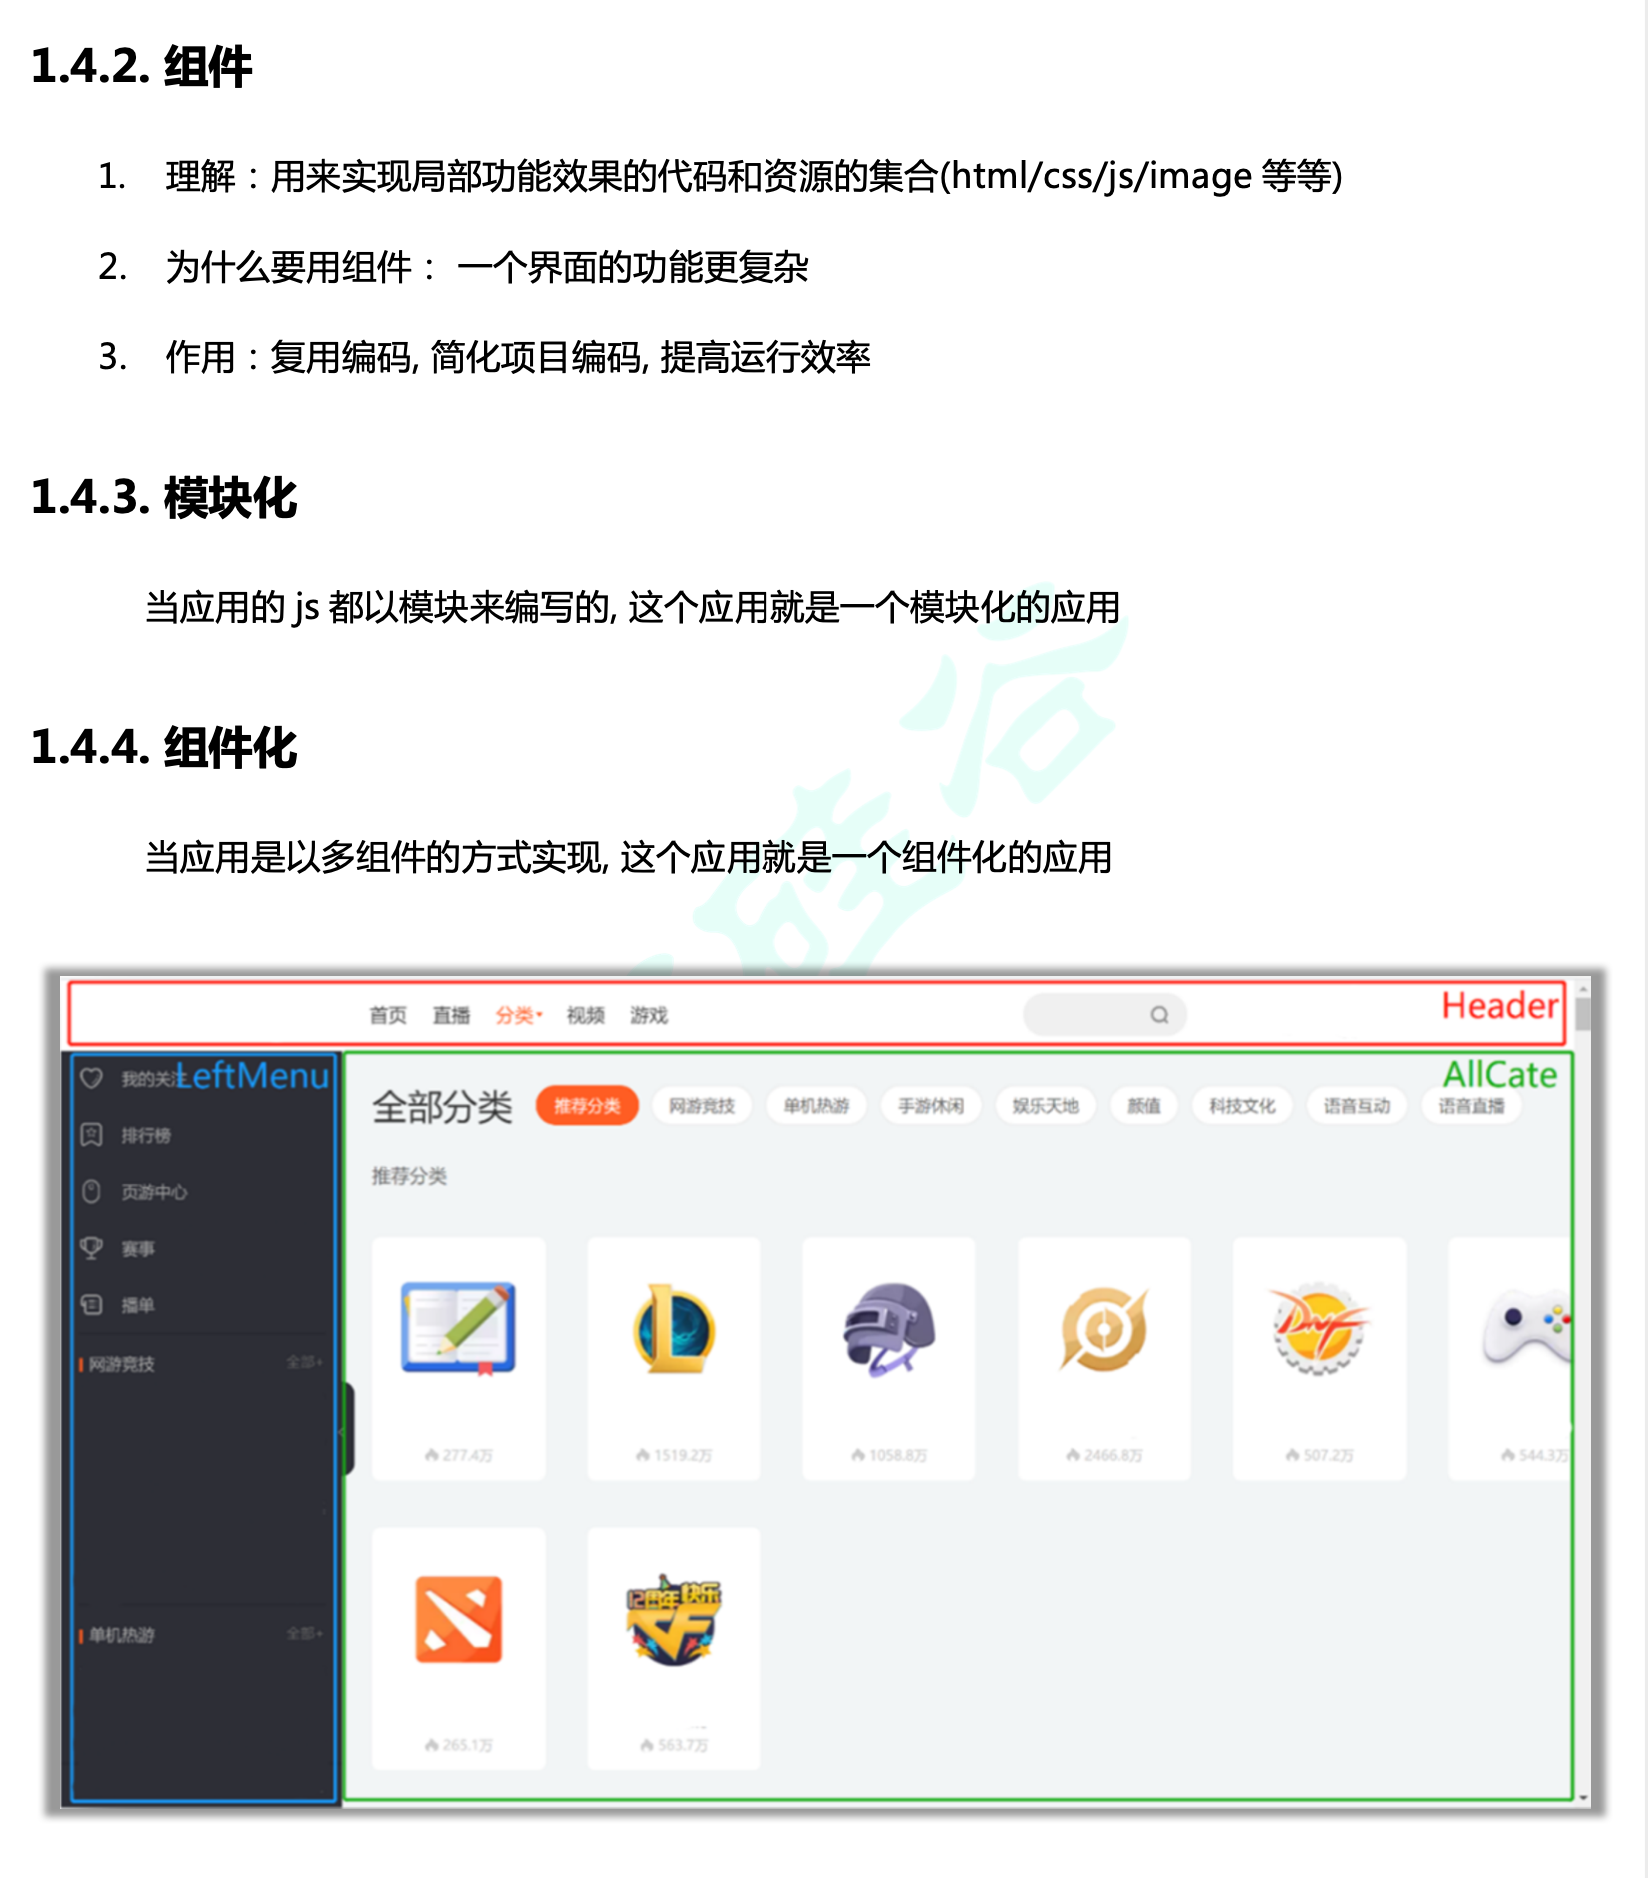 1.4.2. 组件
1. 理解：用来实现局部功能效果的代码和资源的集合(html/css/js/image 等等)
2. 为什么要用组件： 一个界面的功能更复杂
3. 作用：复用编码, 简化项目编码, 提高运行效率
1.4.3. 模块化
当应用的 js 都以模块来编写的, 这个应用就是一个模块化的应用
1.4.4. 组件化
当应用是以多组件的方式实现, 这个应用就是一个组件化的应用
硅谷
首页 直播 分类 视频 游戏 Header
我的关注 LeftMenu
排行榜
页游中心
赛事
播单
网游竞技 全部+
单机热游 全部+
AllCate
全部分类 推荐分类 网游竞技 单机热游 手游休闲 娱乐天地 颜值 科技文化 语音互动 语音直播
推荐分类
L DNF
277.4万 1519.2万 1058.8万 2466.8万 507.2万 544.3万
12周年快乐
CF
265.1万 563.7万